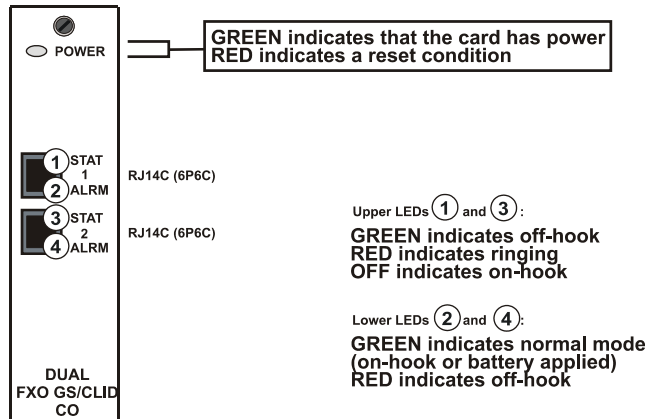 POWER
GREEN indicates that the card has power
RED indicates a reset condition
1 STAT
1
2 ALRM
RJ14C (6P6C)
3 STAT
2
4 ALRM
RJ14C (6P6C)
Upper LEDs 1 and 3 :
GREEN indicates off-hook
RED indicates ringing
OFF indicates on-hook
Lower LEDs 2 and 4 :
GREEN indicates normal mode
(on-hook or battery applied)
RED indicates off-hook
DUAL
FXO GS/CLID
CO